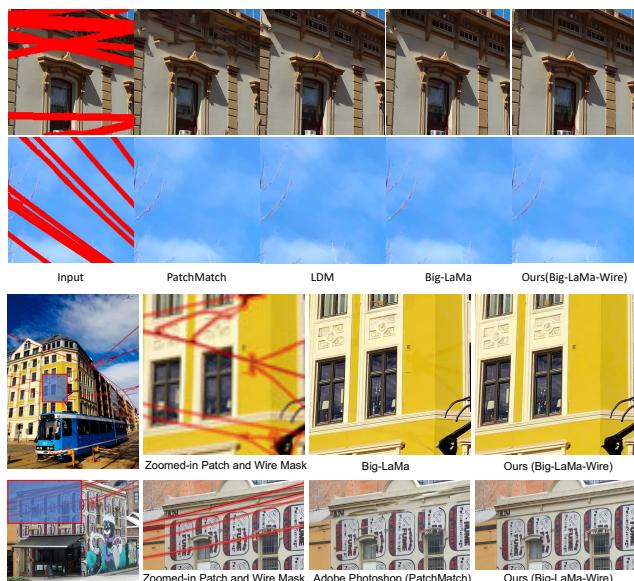 Input PatchMatch LDM Big-LaMa Ours(Big-LaMa-Wire)
Zoomed-in Patch and Wire Mask Big-LaMa Ours (Big-LaMa-Wire)
Zoomed-in Patch and Wire Mask Adobe Photoshop (PatchMatch) Ours (Big-LaMa-Wire)